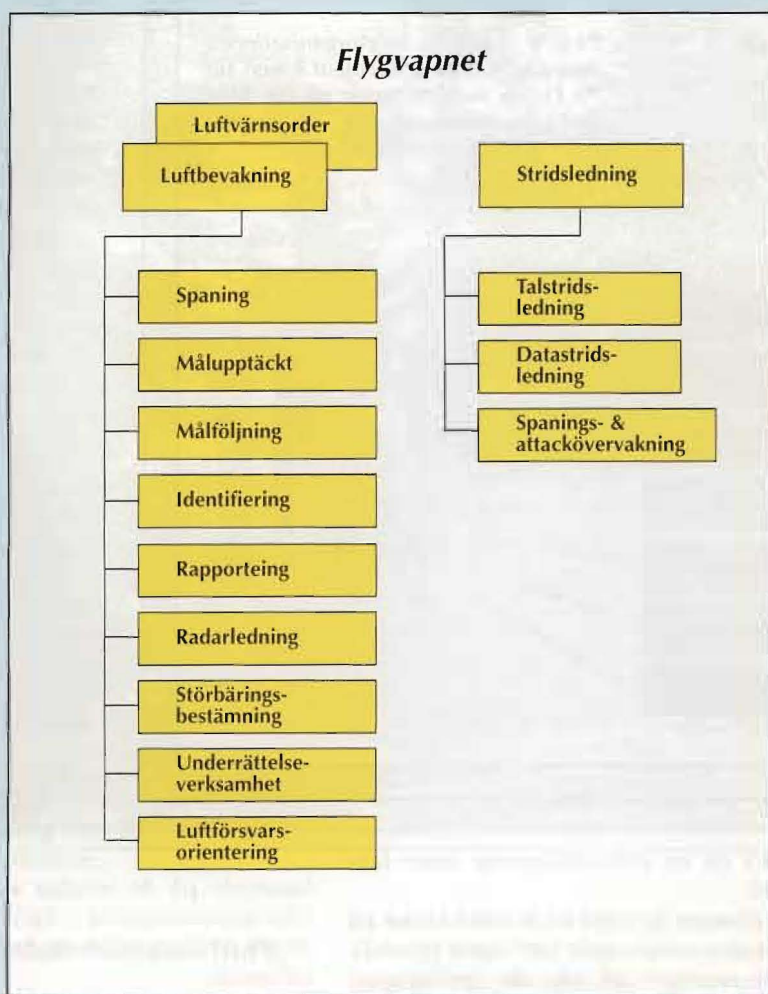 Flygvapnet
Luftvärnsorder
Luftbevakning
Spaning
Målupptäckt
Målföljning
Identifiering
Rapporteing
Radarledning
Störbärings-
bestämning
Underrättelse-
verksamhet
Luftförsvars-
orientering
Stridsledning
Talstrids-
ledning
Datastrids-
ledning
Spanings- &
attackövervakning